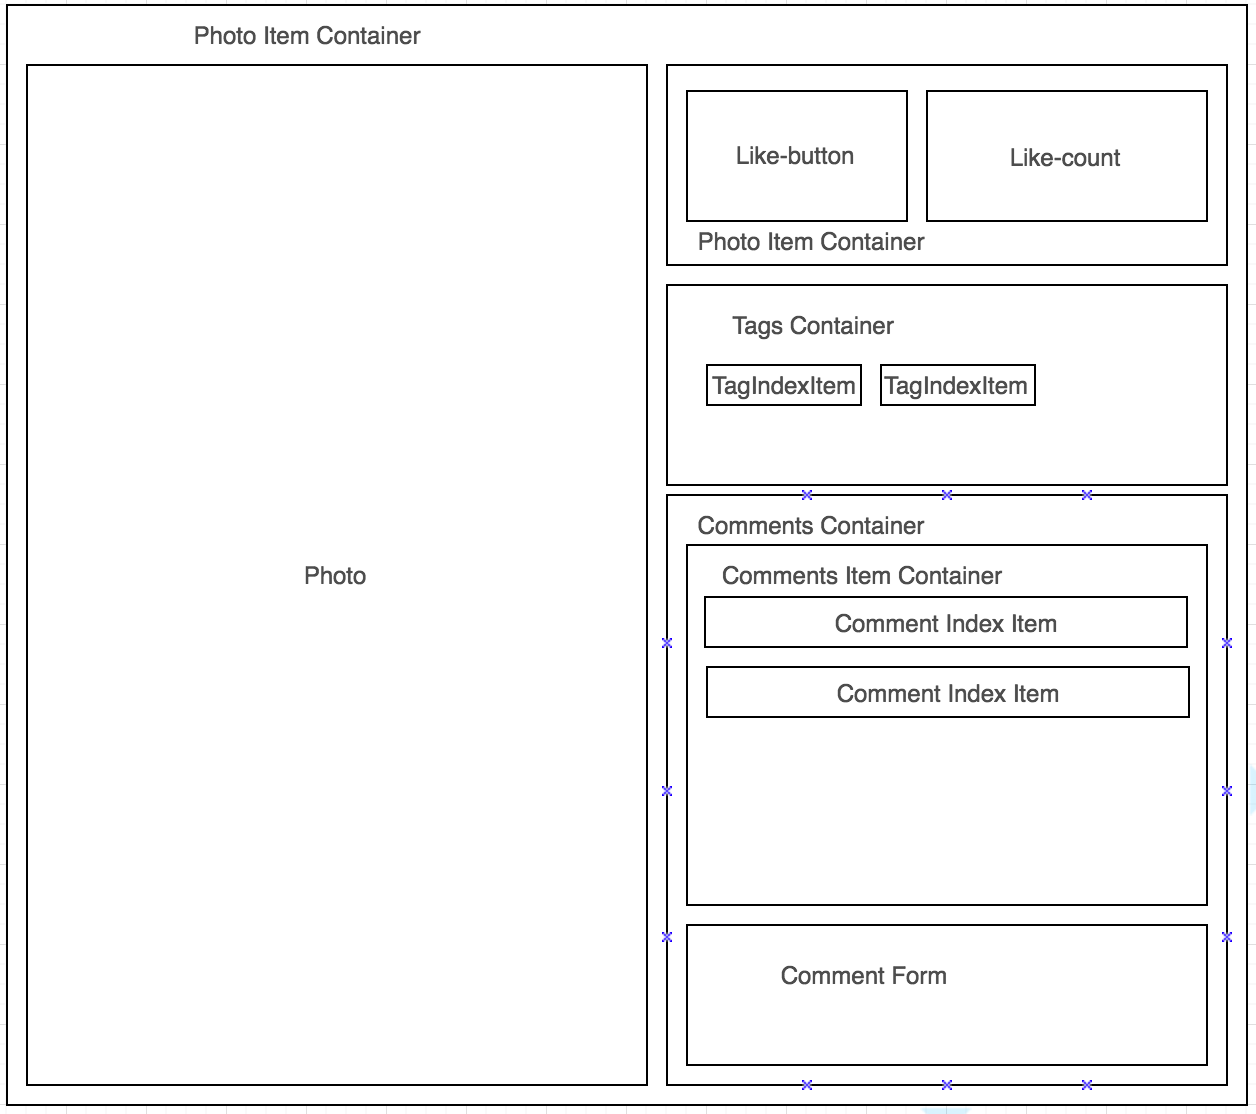 Photo Item Container
Photo
Like-button
Like-count
Photo Item Container
Tags Container
TagIndexItem
TagIndexItem
Comments Container
Comments Item Container
Comment Index Item
Comment Index Item
Comment Form